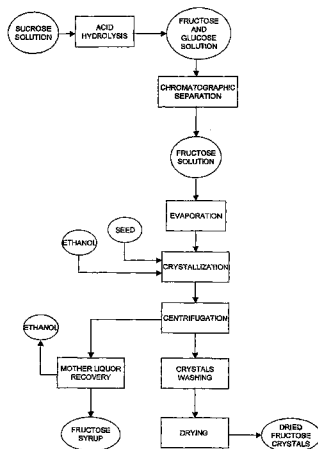 SUCROSE
SOLUTION
ACID
HYDROLYSIS
FRUCTOSE
AND
GLUCOSE
SOLUTION
CHROMATOGRAPHIC
SEPARATION
FRUCTOSE
SOLUTION
EVAPORATION
SEED
ETHANOL
CRYSTALLIZATION
CENTRIFUGATION
ETHANOL
MOTHER LIQUOR
RECOVERY
CRYSTALS
WASHING
FRUCTOSE
SYRUP
DRYING
DRIED
FRUCTOSE
CRYSTALS